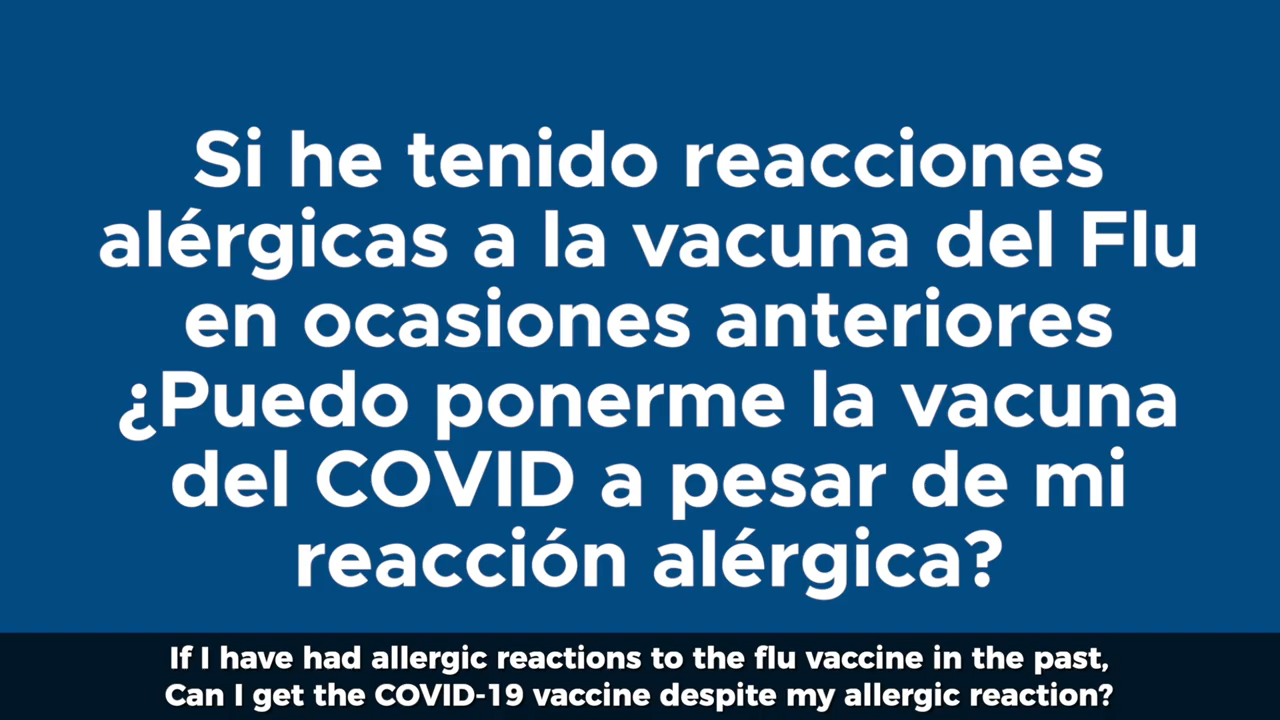 Si he tenido reacciones
alérgicas a la vacuna del Flu
en ocasiones anteriores
¿Puedo ponerme la vacuna
del COVID a pesar de mi
reacción alérgica?
If I have had allergic reactions to the flu vaccine in the past,
Can I get the COVID-19 vaccine despite my allergic reaction?